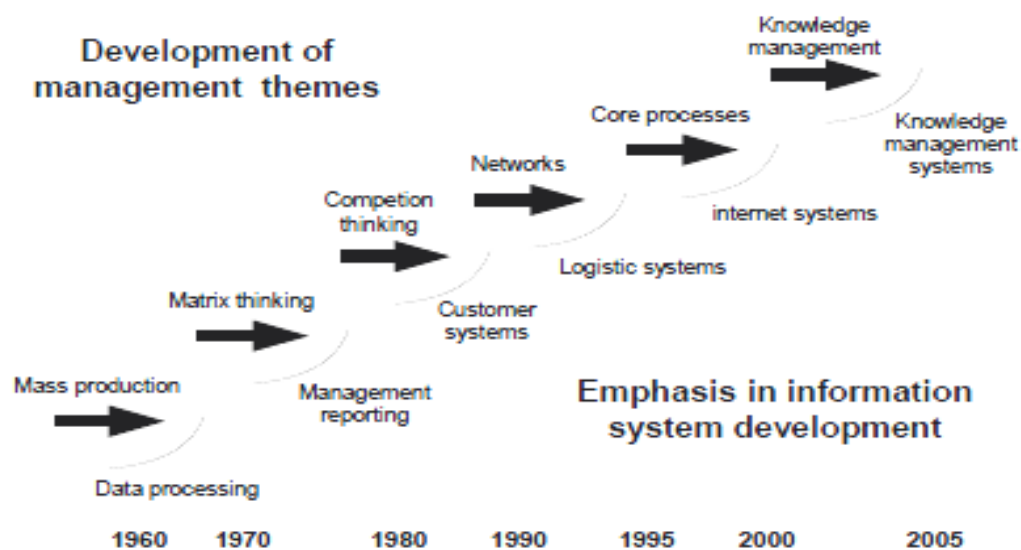 Development of
management themes
Knowledge
management
Core processes
Knowledge
management
systems
Networks
Competion
thinking
internet systems
Logistic systems
Matrix thinking
Customer
systems
Mass production
Management
reporting
Emphasis in information
system development
Data processing
1960 1970 1980 1990 1995 2000 2005